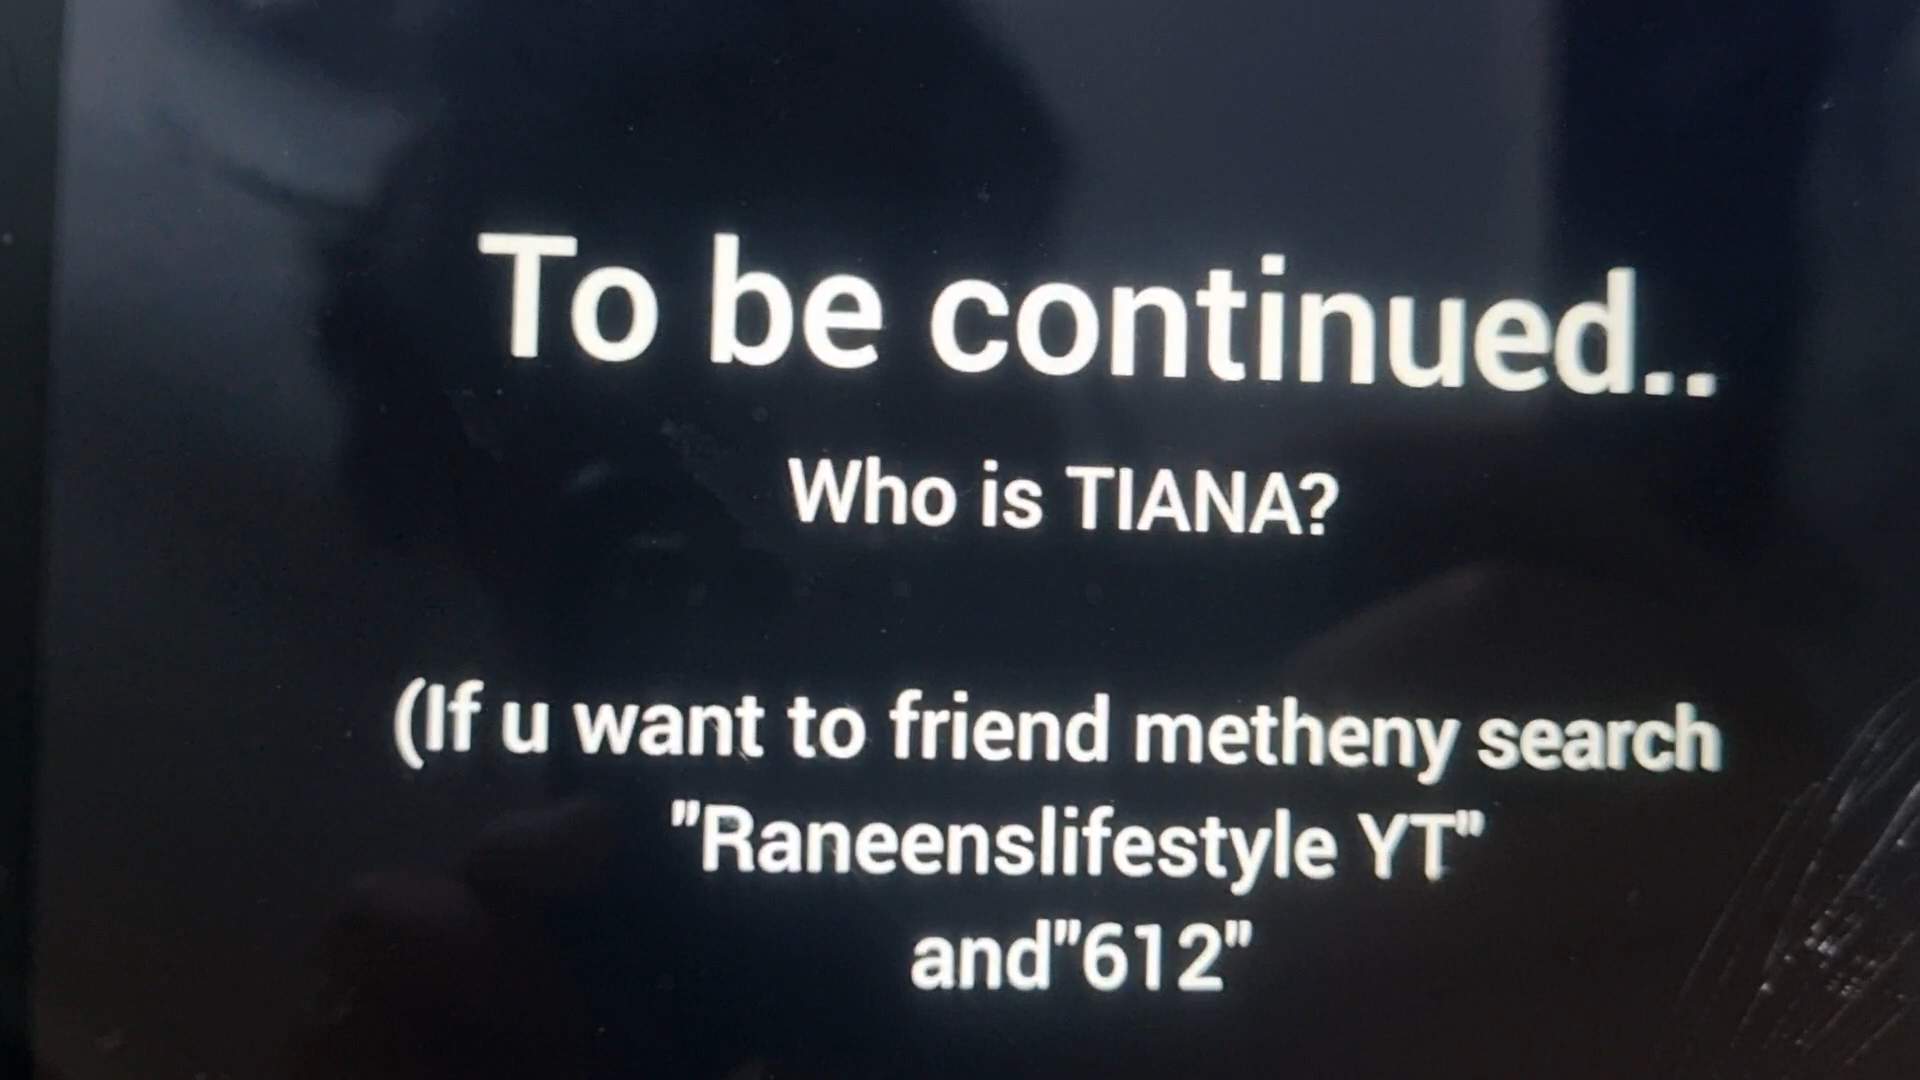 To be continued..
Who is TIANA?
(If u want to friend metheny search
"Raneenslifestyle YT"
and"612"